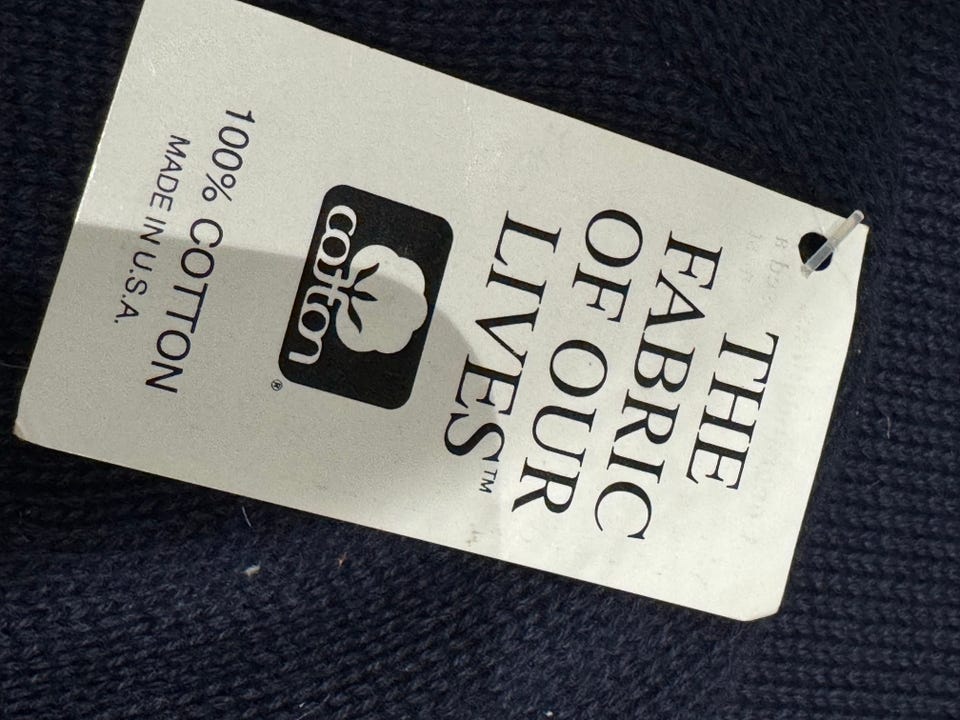 THE
FABRIC
OF OUR
LIVES™
cotton
®
100% COTTON
MADE IN U.S.A.